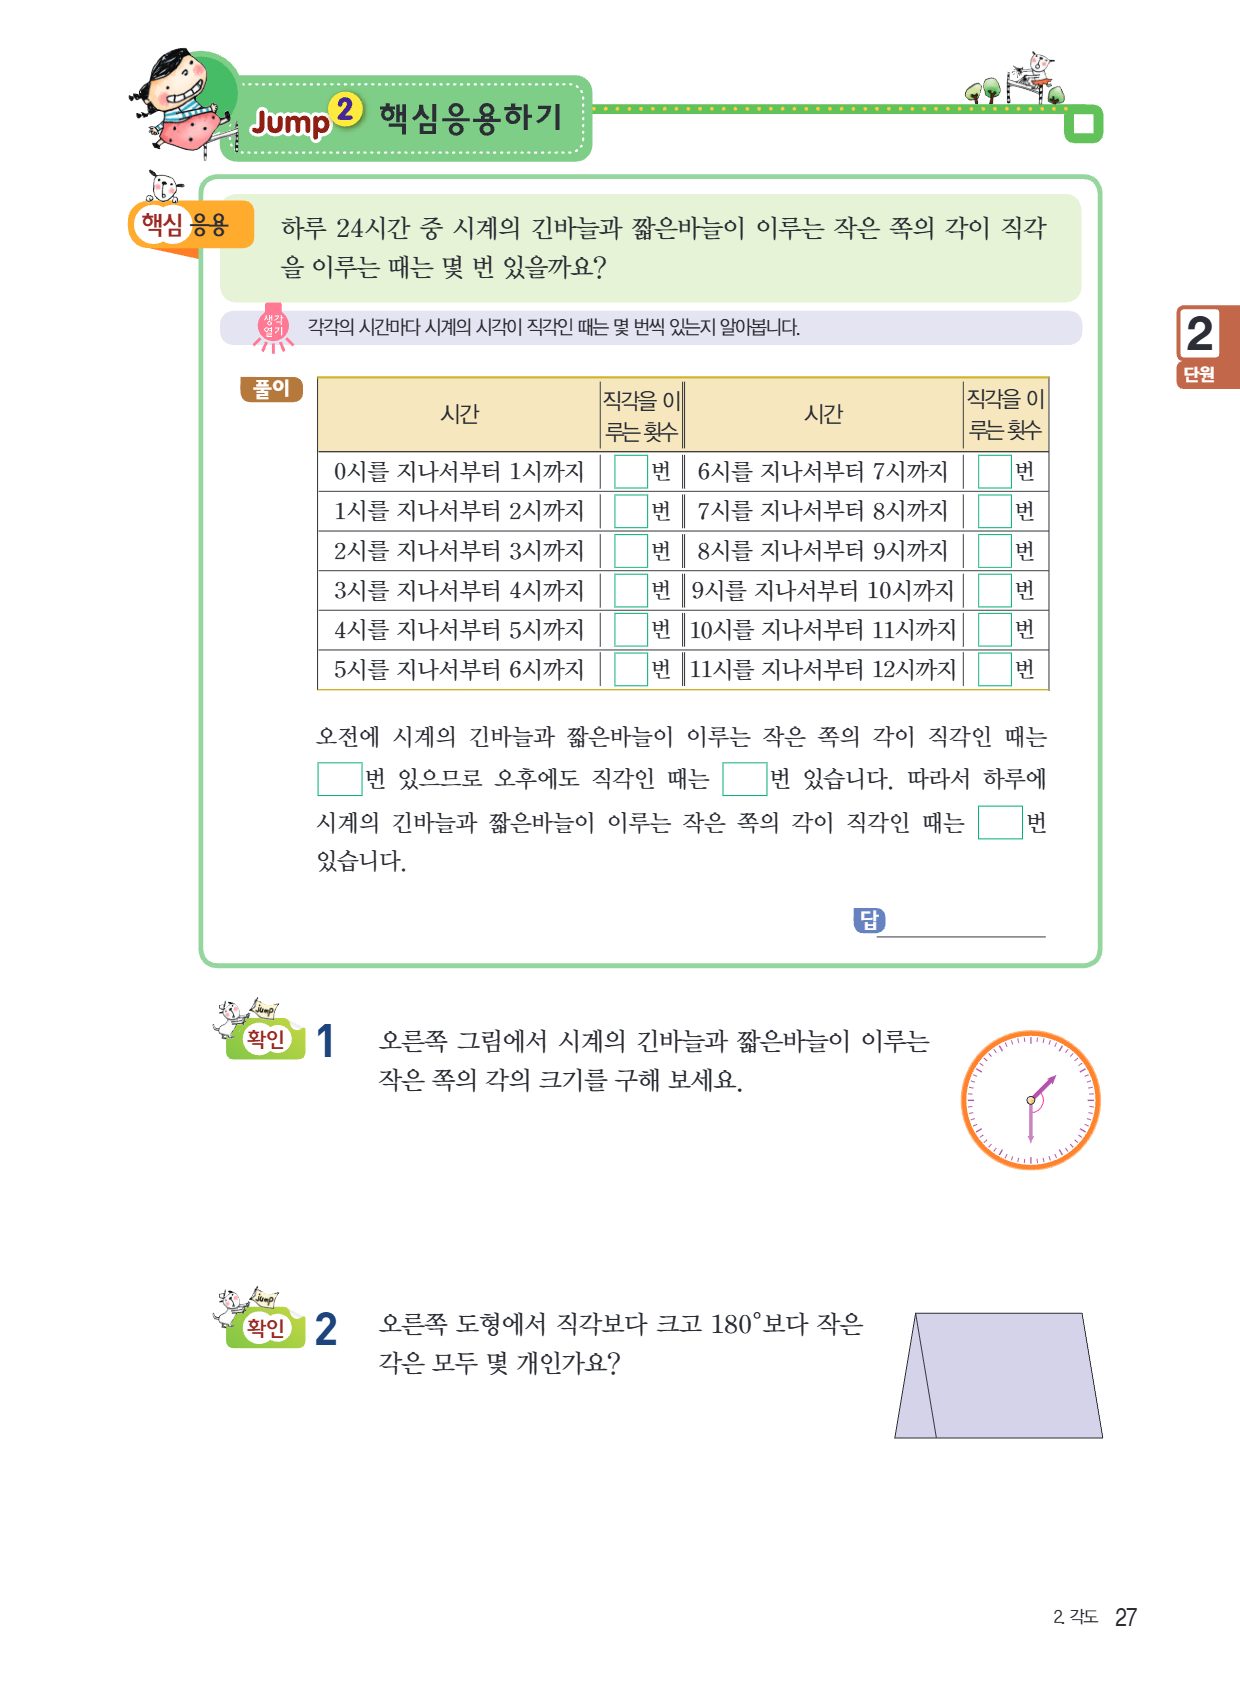 Jump 2 핵심응용하기
핵심 응용
하루 24시간 중 시계의 긴바늘과 짧은바늘이 이루는 작은 쪽의 각이 직각
을 이루는 때는 몇 번 있을까요?
생각
열기
각각의 시간마다 시계의 시각이 직각인 때는 몇 번씩 있는지 알아봅니다.
2
단원
풀이
시간 직각을 이 시간 직각을 이
루는 횟수 루는 횟수
0시를 지나서부터 1시까지 번 6시를 지나서부터 7시까지 번
1시를 지나서부터 2시까지 번 7시를 지나서부터 8시까지 번
2시를 지나서부터 3시까지 번 8시를 지나서부터 9시까지 번
3시를 지나서부터 4시까지 번 9시를 지나서부터 10시까지 번
4시를 지나서부터 5시까지 번 10시를 지나서부터 11시까지 번
5시를 지나서부터 6시까지 번 11시를 지나서부터 12시까지 번
오전에 시계의 긴바늘과 짧은바늘이 이루는 작은 쪽의 각이 직각인 때는
번 있으므로 오후에도 직각인 때는 번 있습니다. 따라서 하루에
시계의 긴바늘과 짧은바늘이 이루는 작은 쪽의 각이 직각인 때는 번
있습니다.
답
Jump
확인 1 오른쪽 그림에서 시계의 긴바늘과 짧은바늘이 이루는
작은 쪽의 각의 크기를 구해 보세요.
Jump
확인 2 오른쪽 도형에서 직각보다 크고 180°보다 작은
각은 모두 몇 개인가요?
2. 각도 27